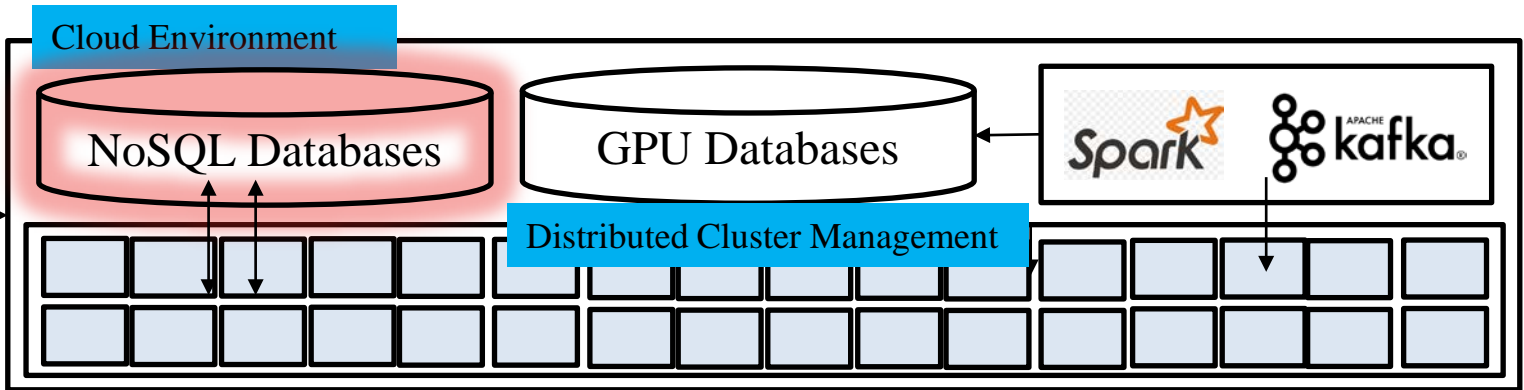 Cloud Environment
NoSQL Databases
GPU Databases
Spark
APACHE
kafka®
Distributed Cluster Management